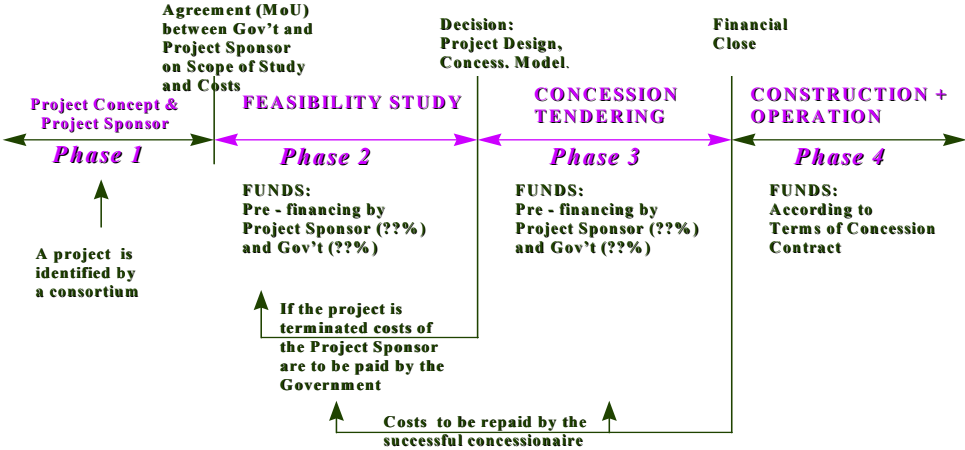 Agreement (MoU)
between Gov't and
Project Sponsor
on Scope of Study
and Costs
Decision:
Project Design,
Concess. Model.
Financial
Close
Project Concept &
Project Sponsor
FEASIBILITY STUDY
CONCESSION
TENDERING
CONSTRUCTION +
OPERATION
Phase 1
Phase 2
Phase 3
Phase 4
A project is
identified by
a consortium
FUNDS:
Pre - financing by
Project Sponsor (??%)
and Gov't (??%)
FUNDS:
Pre - financing by
Project Sponsor (??%)
and Gov't (??%)
FUNDS:
According to
Terms of Concession
Contract
If the project is
terminated costs of
the Project Sponsor
are to be paid by the
Government
Costs to be repaid by the
successful concessionaire